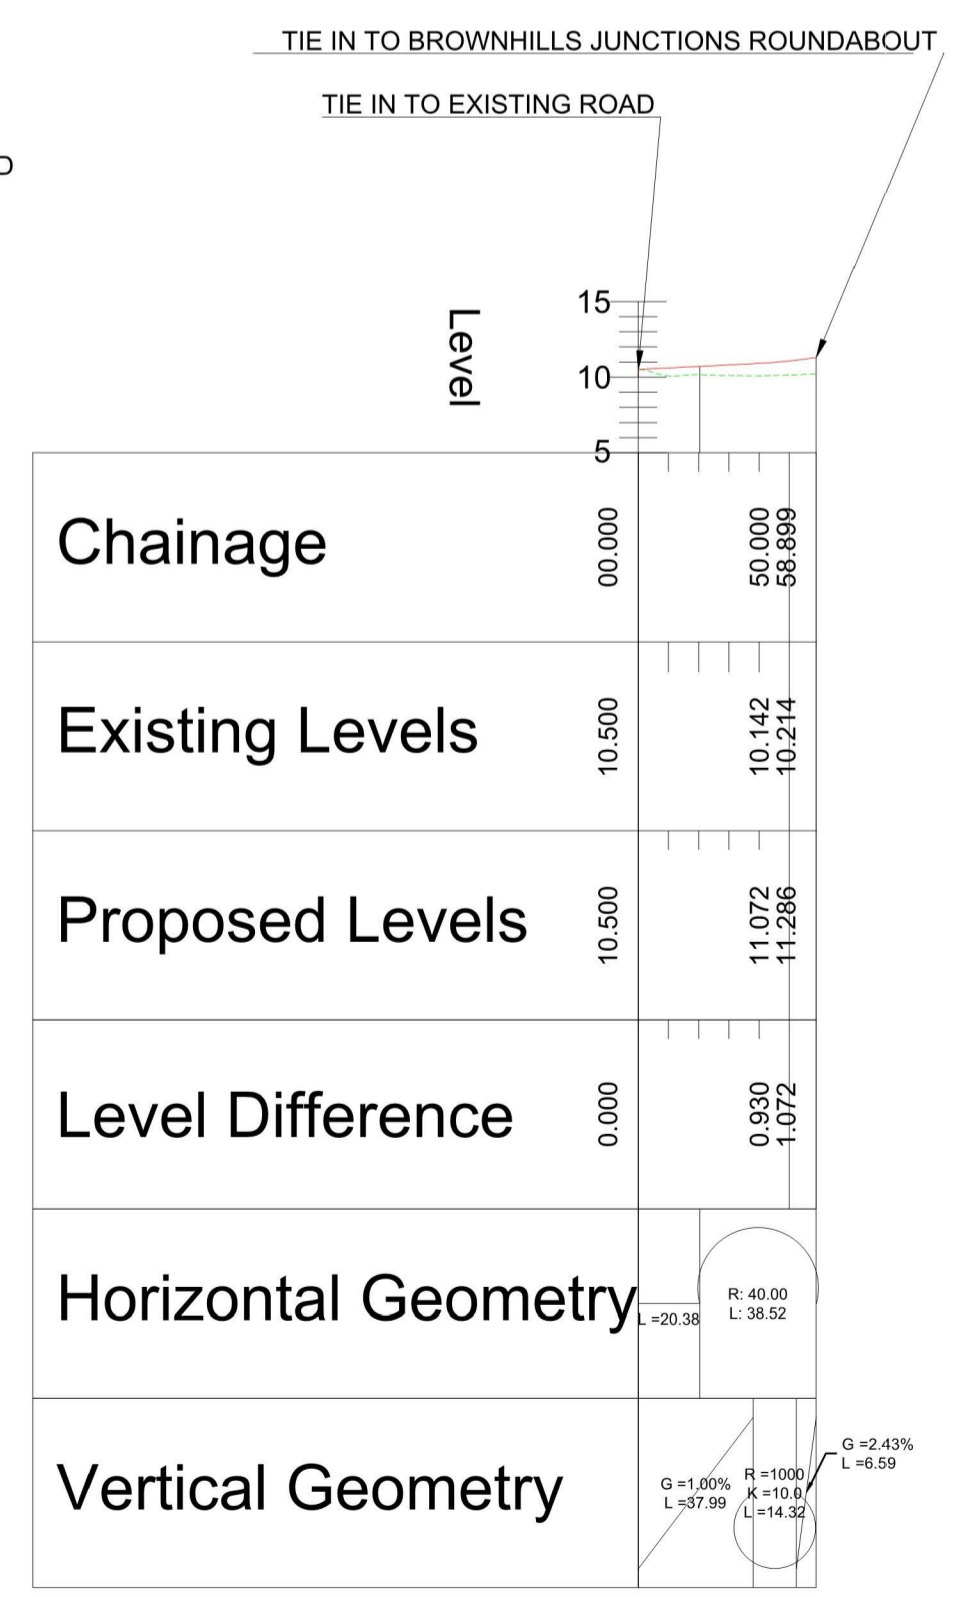 TIE IN TO BROWNHILLS JUNCTIONS ROUNDABOUT
TIE IN TO EXISTING ROAD
D
Level
15
10
5
Chainage
00.000
50.000
58.899
Existing Levels
10.500
10.142
10.214
Proposed Levels
10.500
11.072
11.286
Level Difference
0.000
0.930
1.072
Horizontal Geometry
L =20.38
R: 40.00
L: 38.52
Vertical Geometry
G =1.00%
L =37.99
R =1000
K =10.0
L =14.32
G =2.43%
L =6.59